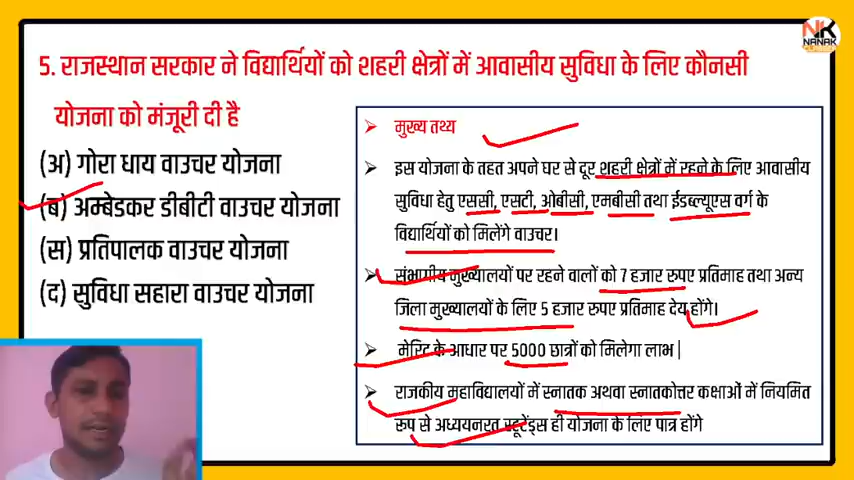 NK
NANAK
5. राजस्थान सरकार ने विद्यार्थियों को शहरी क्षेत्रों में आवासीय सुविधा के लिए कौनसी
योजना को मंजूरी दी है
(अ) गोरा धाय वाउचर योजना
(ब) अम्बेडकर डीबीटी वाउचर योजना
(स) प्रतिपालक वाउचर योजना
(द) सुविधा सहारा वाउचर योजना
मुख्य तथ्य
इस योजना के तहत अपने घर से दूर शहरी क्षेत्रों में रहने के लिए आवासीय
सुविधा हेतु एससी, एसटी, ओबीसी, एमबीसी तथा ईडब्ल्यूएस वर्ग के
विद्यार्थियों को मिलेंगे वाउचर।
संभागीय मुख्यालयों पर रहने वालों को 7 हजार रुपए प्रतिमाह तथा अन्य
जिला मुख्यालयों के लिए 5 हजार रुपए प्रतिमाह देय होंगे।
मेरिट के आधार पर 5000 छात्रों को मिलेगा लाभ |
राजकीय महाविद्यालयों में स्नातक अथवा स्नातकोत्तर कक्षाओं में नियमित
रूप से अध्ययनरत स्टूडेंट्स ही योजना के लिए पात्र होंगे